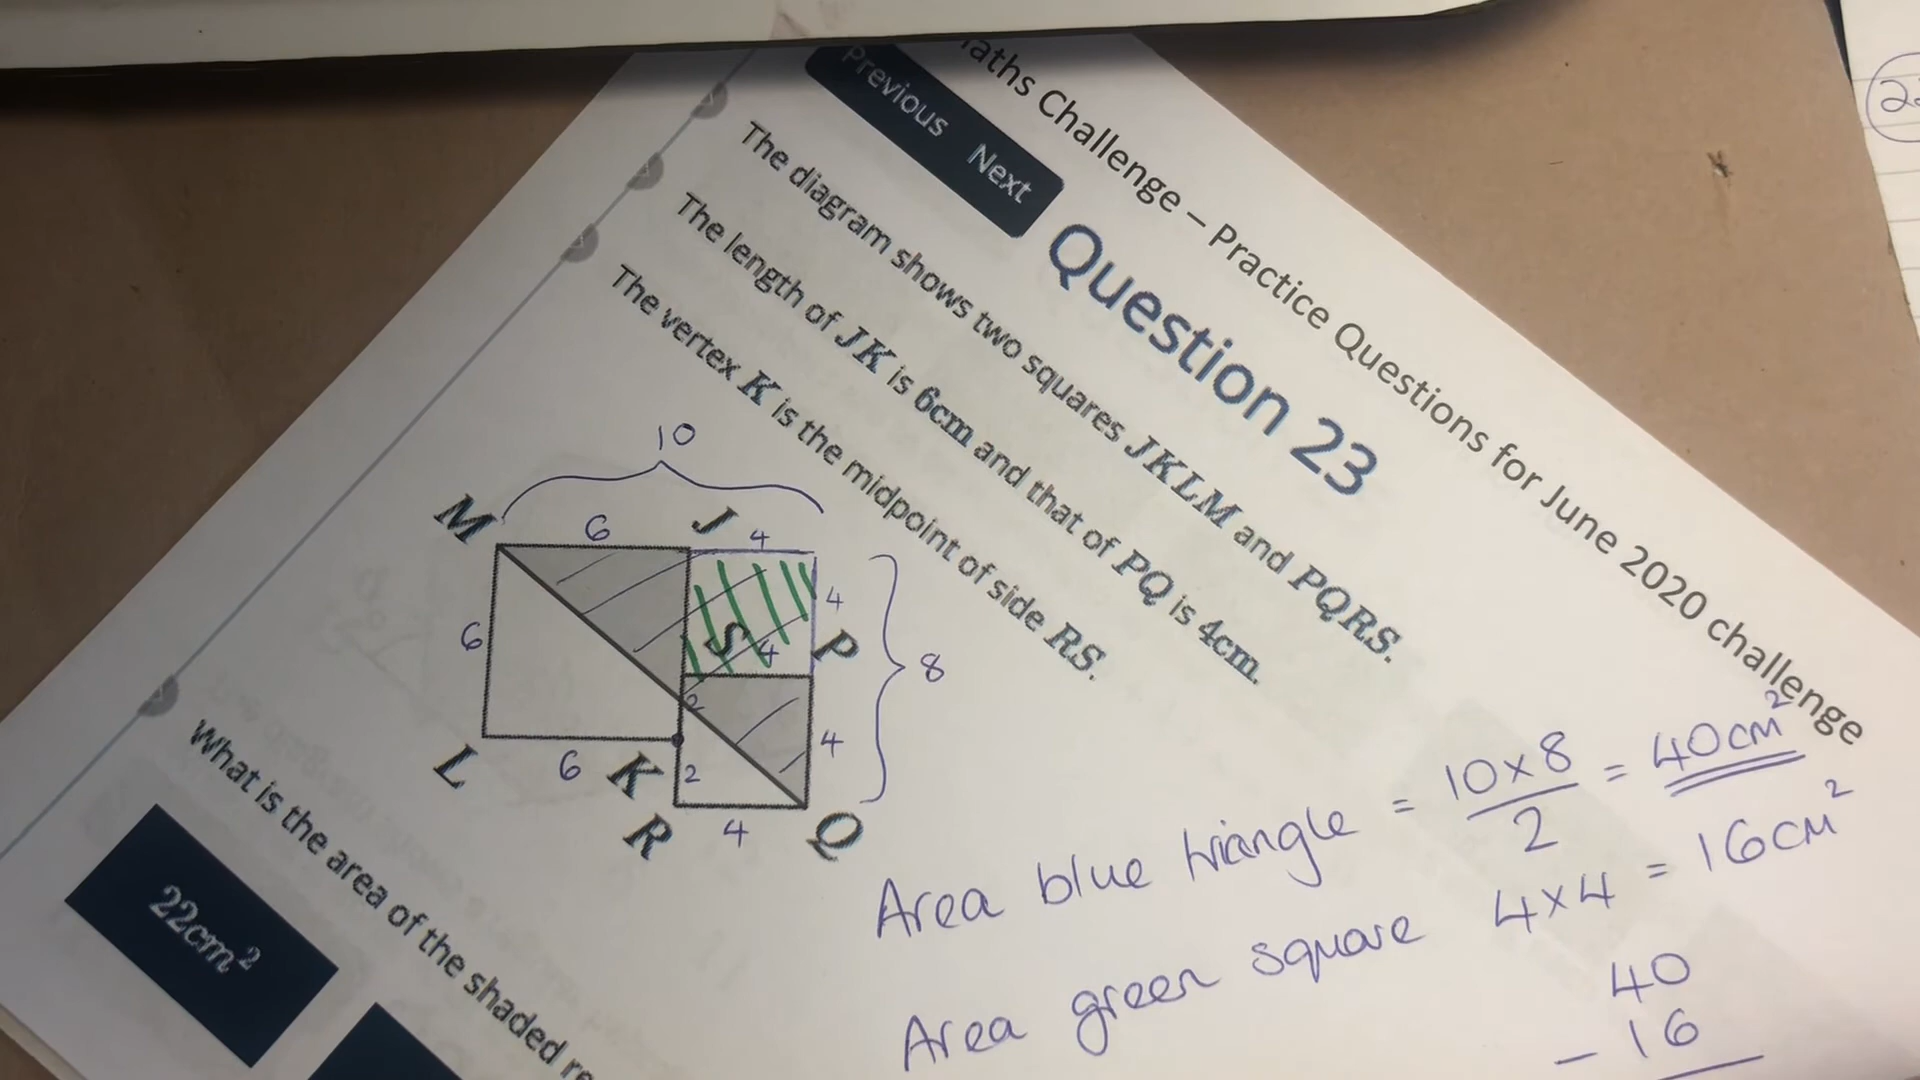 aths Challenge – Practice Questions for June 2020 challenge
Previous Next
Question 23
The diagram shows two squares JKLM and PQRS.
The length of JK is 6cm and that of PQ is 4cm.
The vertex K is the midpoint of side RS.
10
M 6 J 4
6 4
S 4 P
8
2
4
L 6 K 2
R 4 Q
What is the area of the shaded re
22cm²
Area blue triangle = 10×8/2 = 40cm²
Area green square 4×4 = 16cm²
40
- 16